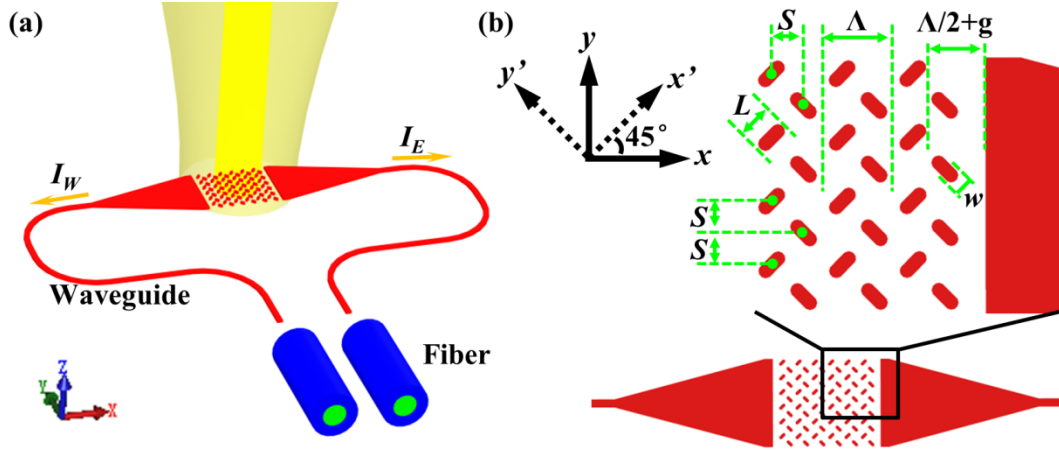 (a)
I_W
I_E
Waveguide
Fiber
Z
Y
X
(b)
y
y’
x’
45°
x
S
Λ
Λ/2+g
L
w
S
S